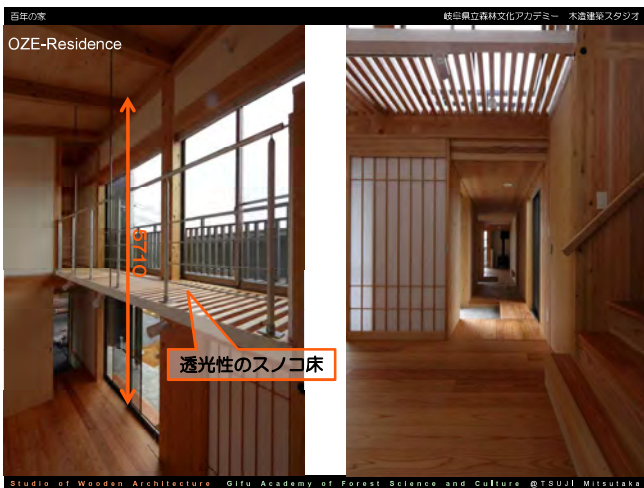 百年の家
岐阜県立森林文化アカデミー 木造建築スタジオ
OZE-Residence
5710
透光性のスノコ床
Studio of Wooden Architecture Gifu Academy of Forest Science and Culture @TSUJI Mitsutaka